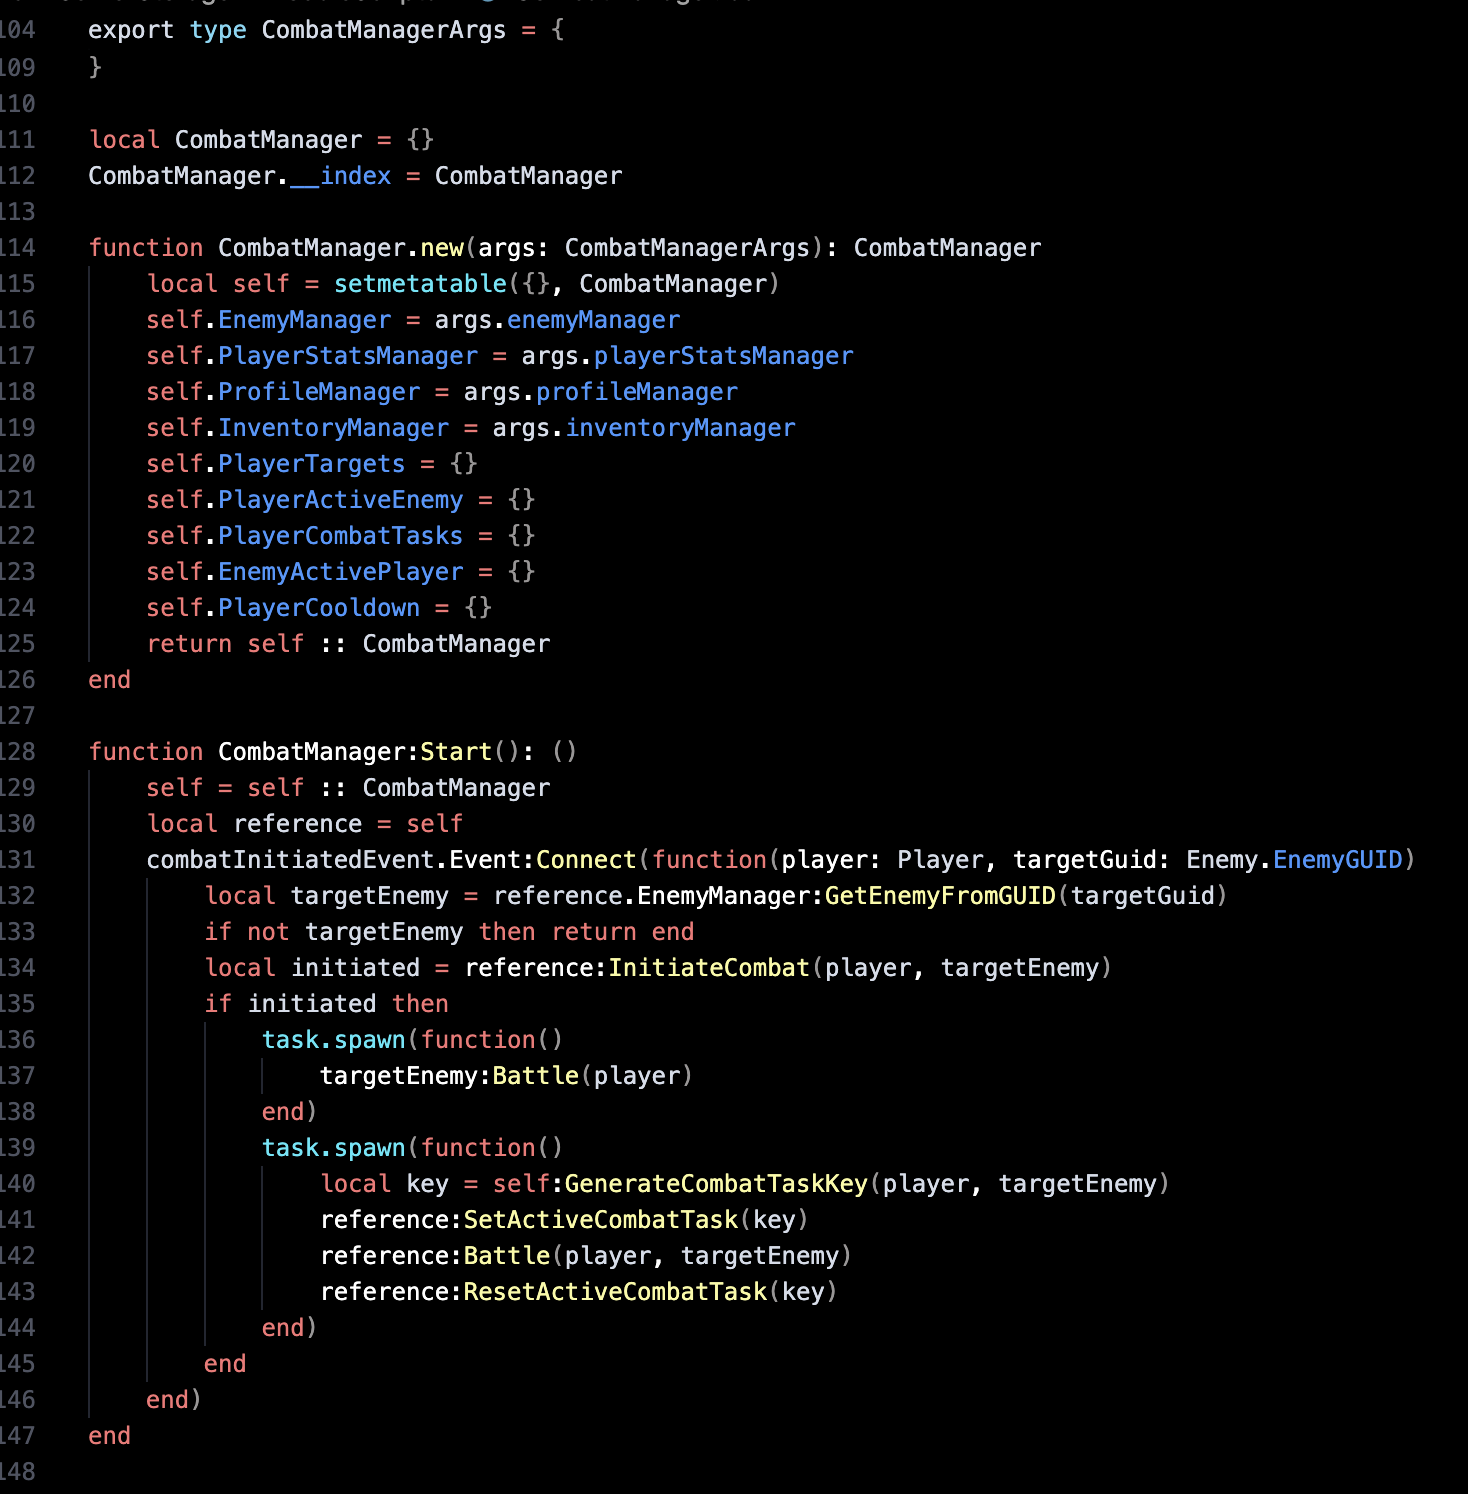 104 export type CombatManagerArgs = {
109 }
110
111 local CombatManager = {}
112 CombatManager.__index = CombatManager
113
114 function CombatManager.new(args: CombatManagerArgs): CombatManager
115     local self = setmetatable({}, CombatManager)
116     self.EnemyManager = args.enemyManager
117     self.PlayerStatsManager = args.playerStatsManager
118     self.ProfileManager = args.profileManager
119     self.InventoryManager = args.inventoryManager
120     self.PlayerTargets = {}
121     self.PlayerActiveEnemy = {}
122     self.PlayerCombatTasks = {}
123     self.EnemyActivePlayer = {}
124     self.PlayerCooldown = {}
125     return self :: CombatManager
126 end
127
128 function CombatManager:Start(): ()
129     self = self :: CombatManager
130     local reference = self
131     combatInitiatedEvent.Event:Connect(function(player: Player, targetGuid: Enemy.EnemyGUID)
132         local targetEnemy = reference.EnemyManager:GetEnemyFromGUID(targetGuid)
133         if not targetEnemy then return end
134         local initiated = reference:InitiateCombat(player, targetEnemy)
135         if initiated then
136             task.spawn(function()
137                 targetEnemy:Battle(player)
138             end)
139             task.spawn(function()
140                 local key = self:GenerateCombatTaskKey(player, targetEnemy)
141                 reference:SetActiveCombatTask(key)
142                 reference:Battle(player, targetEnemy)
143                 reference:ResetActiveCombatTask(key)
144             end)
145         end
146     end)
147 end
148